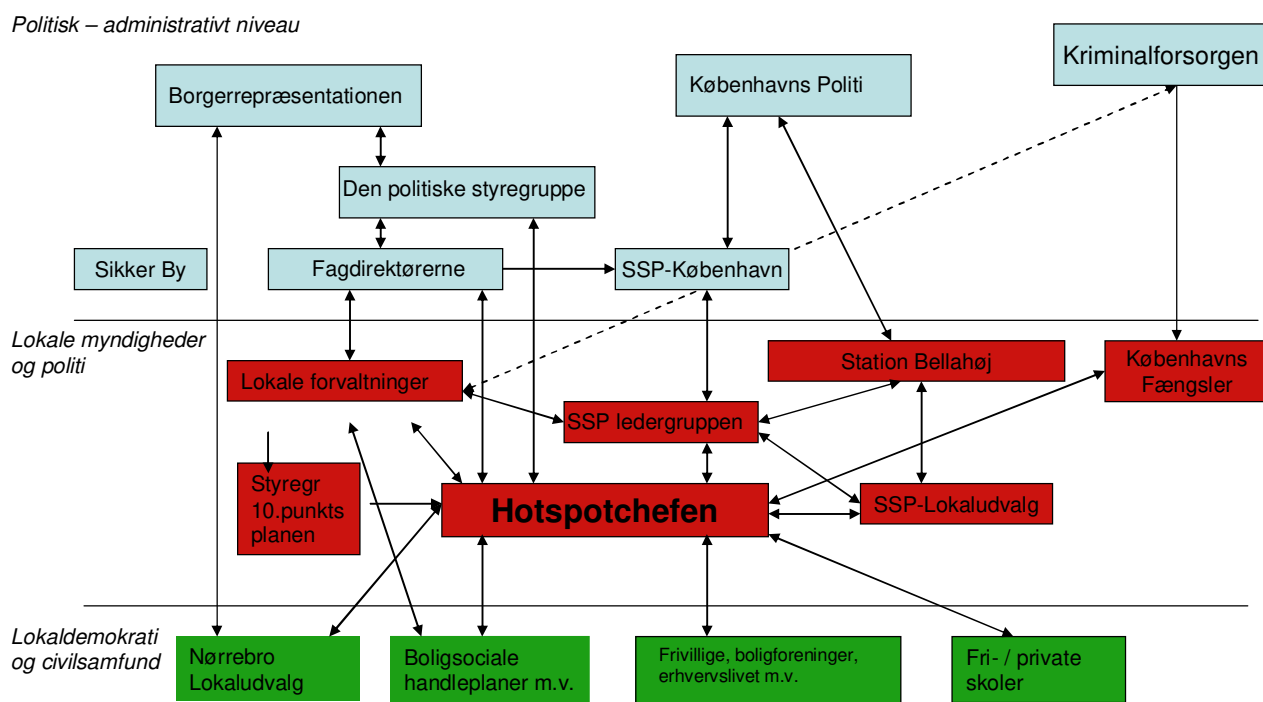 Politisk – administrativt niveau
Kriminalforsorgen
Borgerrepræsentationen
Københavns Politi
Den politiske styregruppe
Sikker By
Fagdirektørerne
SSP-København
Lokale myndigheder
og politi
Lokale forvaltninger
Station Bellahøj
Københavns
Fængsler
SSP ledergruppen
Styregr
10.punkts
planen
Hotspotchefen
SSP-Lokaludvalg
Lokaldemokrati
og civilsamfund
Nørrebro
Lokaludvalg
Boligsociale
handleplaner m.v.
Frivillige, boligforeninger,
erhvervslivet m.v.
Fri- / private
skoler